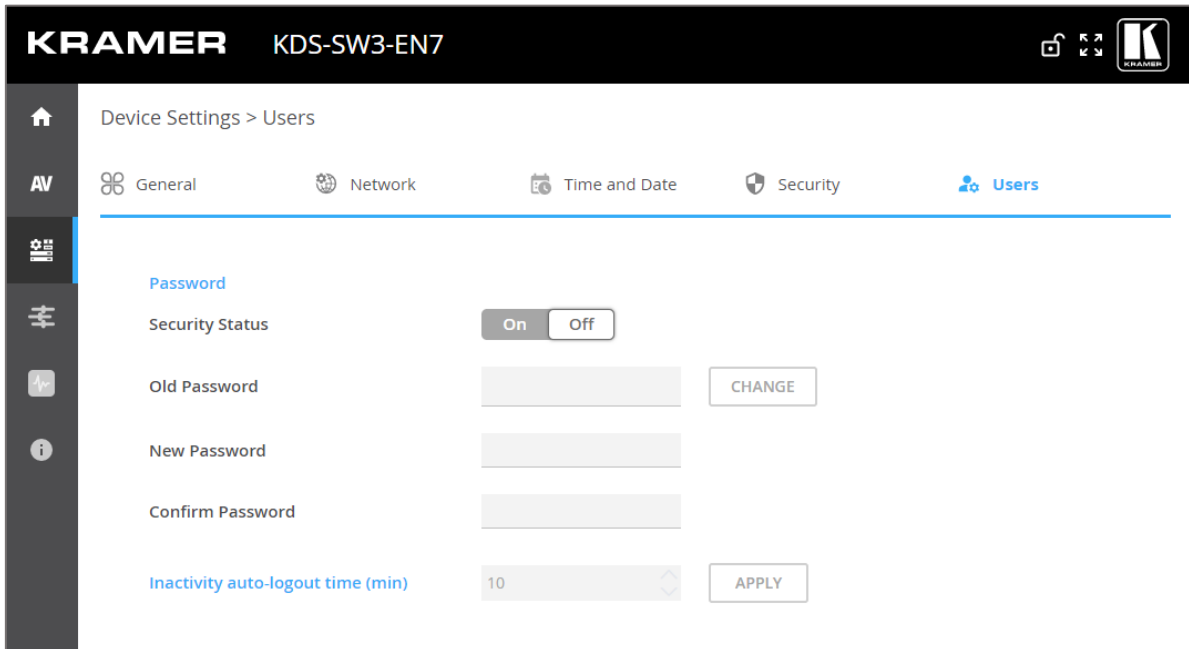 KRAMER KDS-SW3-EN7
KRAMER
Device Settings > Users
AV
General Network Time and Date Security Users
Password
Security Status On Off
Old Password CHANGE
New Password
Confirm Password
Inactivity auto-logout time (min) 10 APPLY